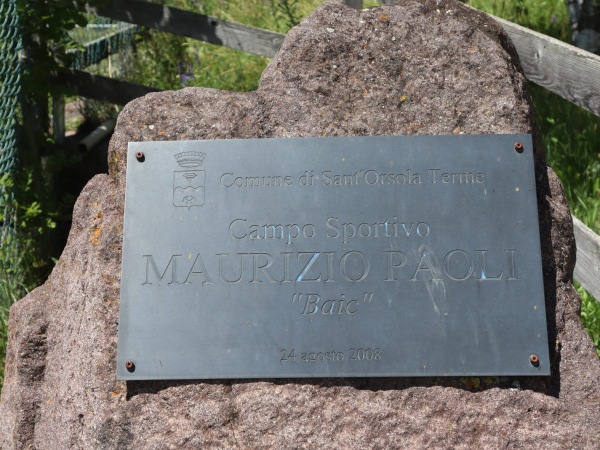 Comune di Sant'Orsola Terme
Campo Sportivo
MAURIZIO PAOLI
"Baic"
24 agosto 2008